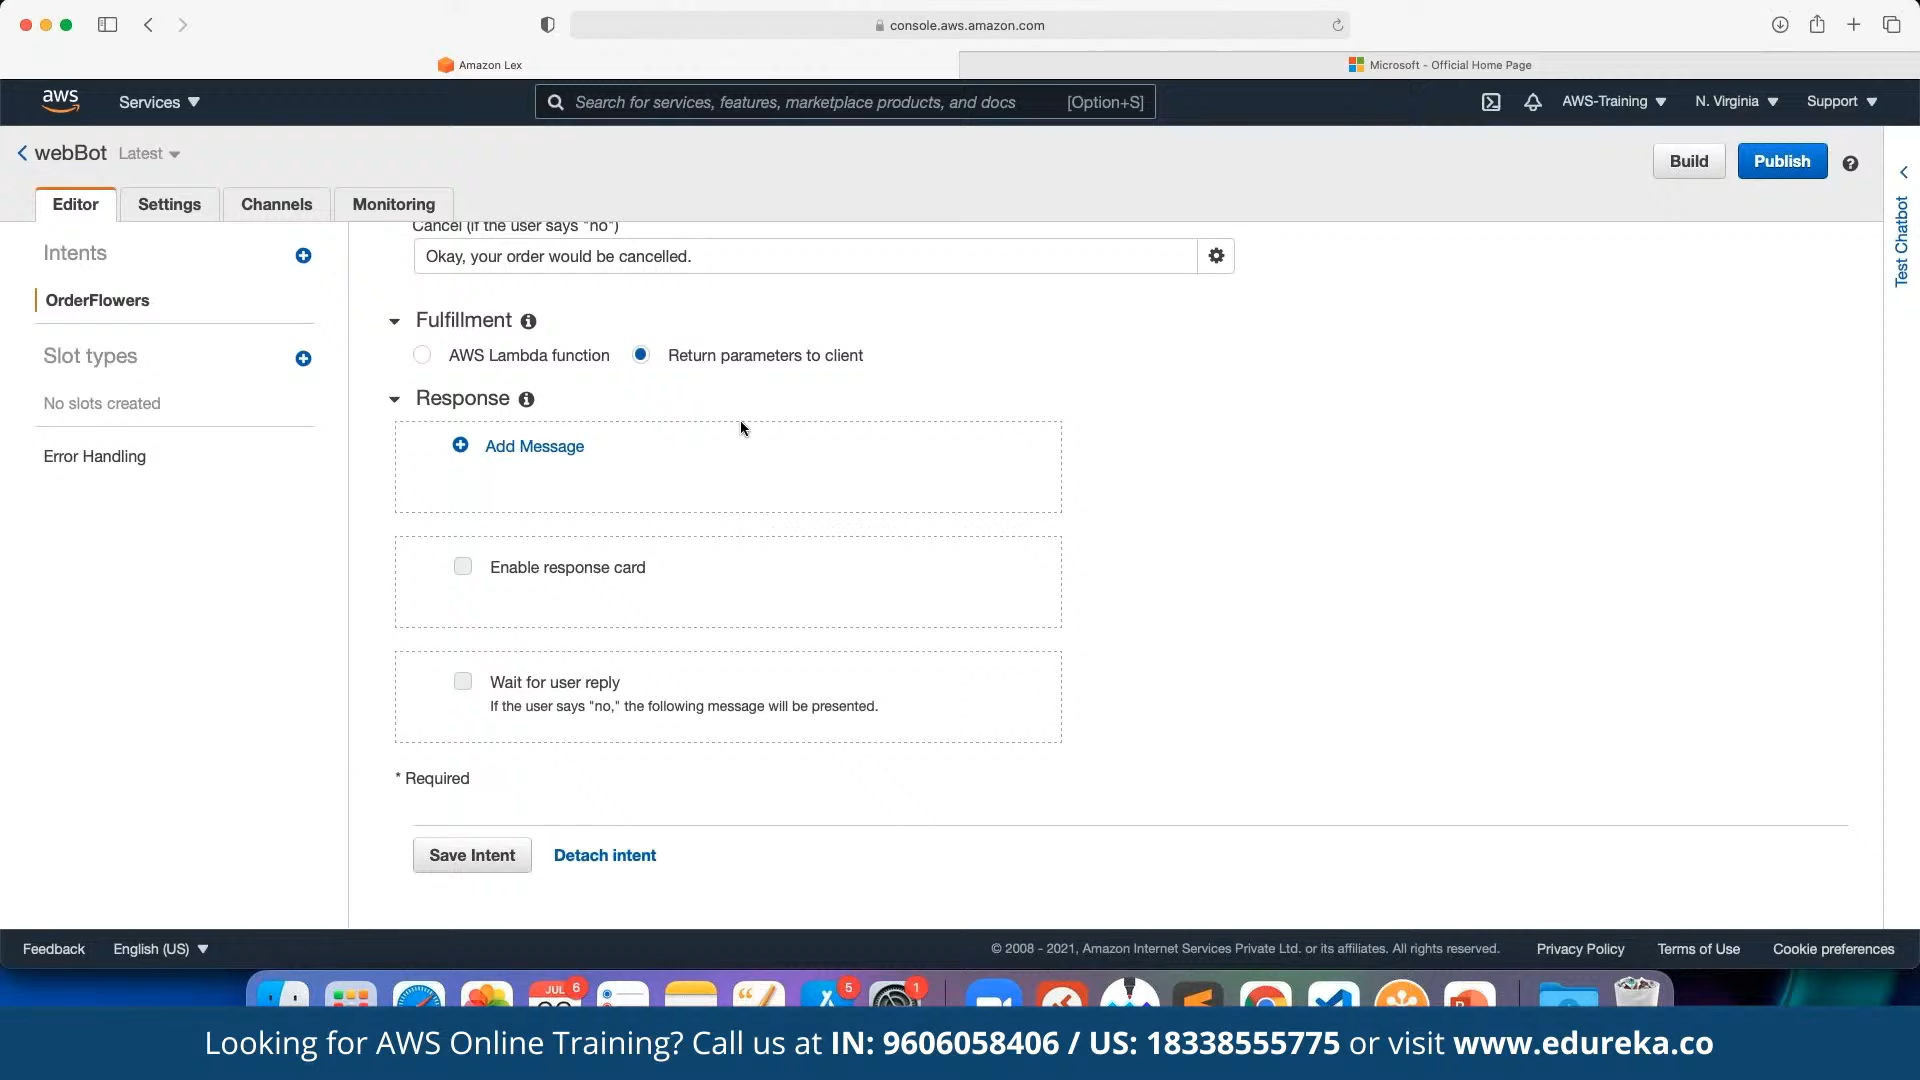 console.aws.amazon.com
Amazon Lex
Microsoft - Official Home Page
aws
Services
Search for services, features, marketplace products, and docs [Option+S]
AWS-Training
N. Virginia
Support
webBot Latest
Build
Publish
Editor
Settings
Channels
Monitoring
Test Chatbot
Intents
OrderFlowers
Slot types
No slots created
Error Handling
Cancel (if the user says "no")
Okay, your order would be cancelled.
Fulfillment
AWS Lambda function
Return parameters to client
Response
Add Message
Enable response card
Wait for user reply
If the user says "no," the following message will be presented.
* Required
Save Intent
Detach intent
Feedback
English (US)
© 2008 - 2021, Amazon Internet Services Private Ltd. or its affiliates. All rights reserved.
Privacy Policy
Terms of Use
Cookie preferences
JUL
6
5
1
Looking for AWS Online Training? Call us at IN: 9606058406 / US: 18338555775 or visit www.edureka.co